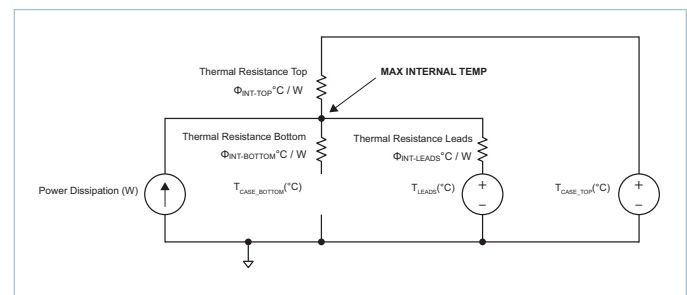 Thermal Resistance Top
ΦINT-TOP°C / W
MAX INTERNAL TEMP
Thermal Resistance Bottom
ΦINT-BOTTOM°C / W
Thermal Resistance Leads
ΦINT-LEADS°C / W
Power Dissipation (W)
TCASE_BOTTOM(°C)
TLEADS(°C)
+
–
TCASE_TOP(°C)
+
–